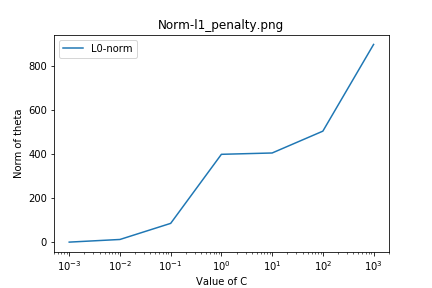 Norm-l1_penalty.png
L0-norm
Norm of theta
800
600
400
200
0
10^-3 10^-2 10^-1 10^0 10^1 10^2 10^3
Value of C